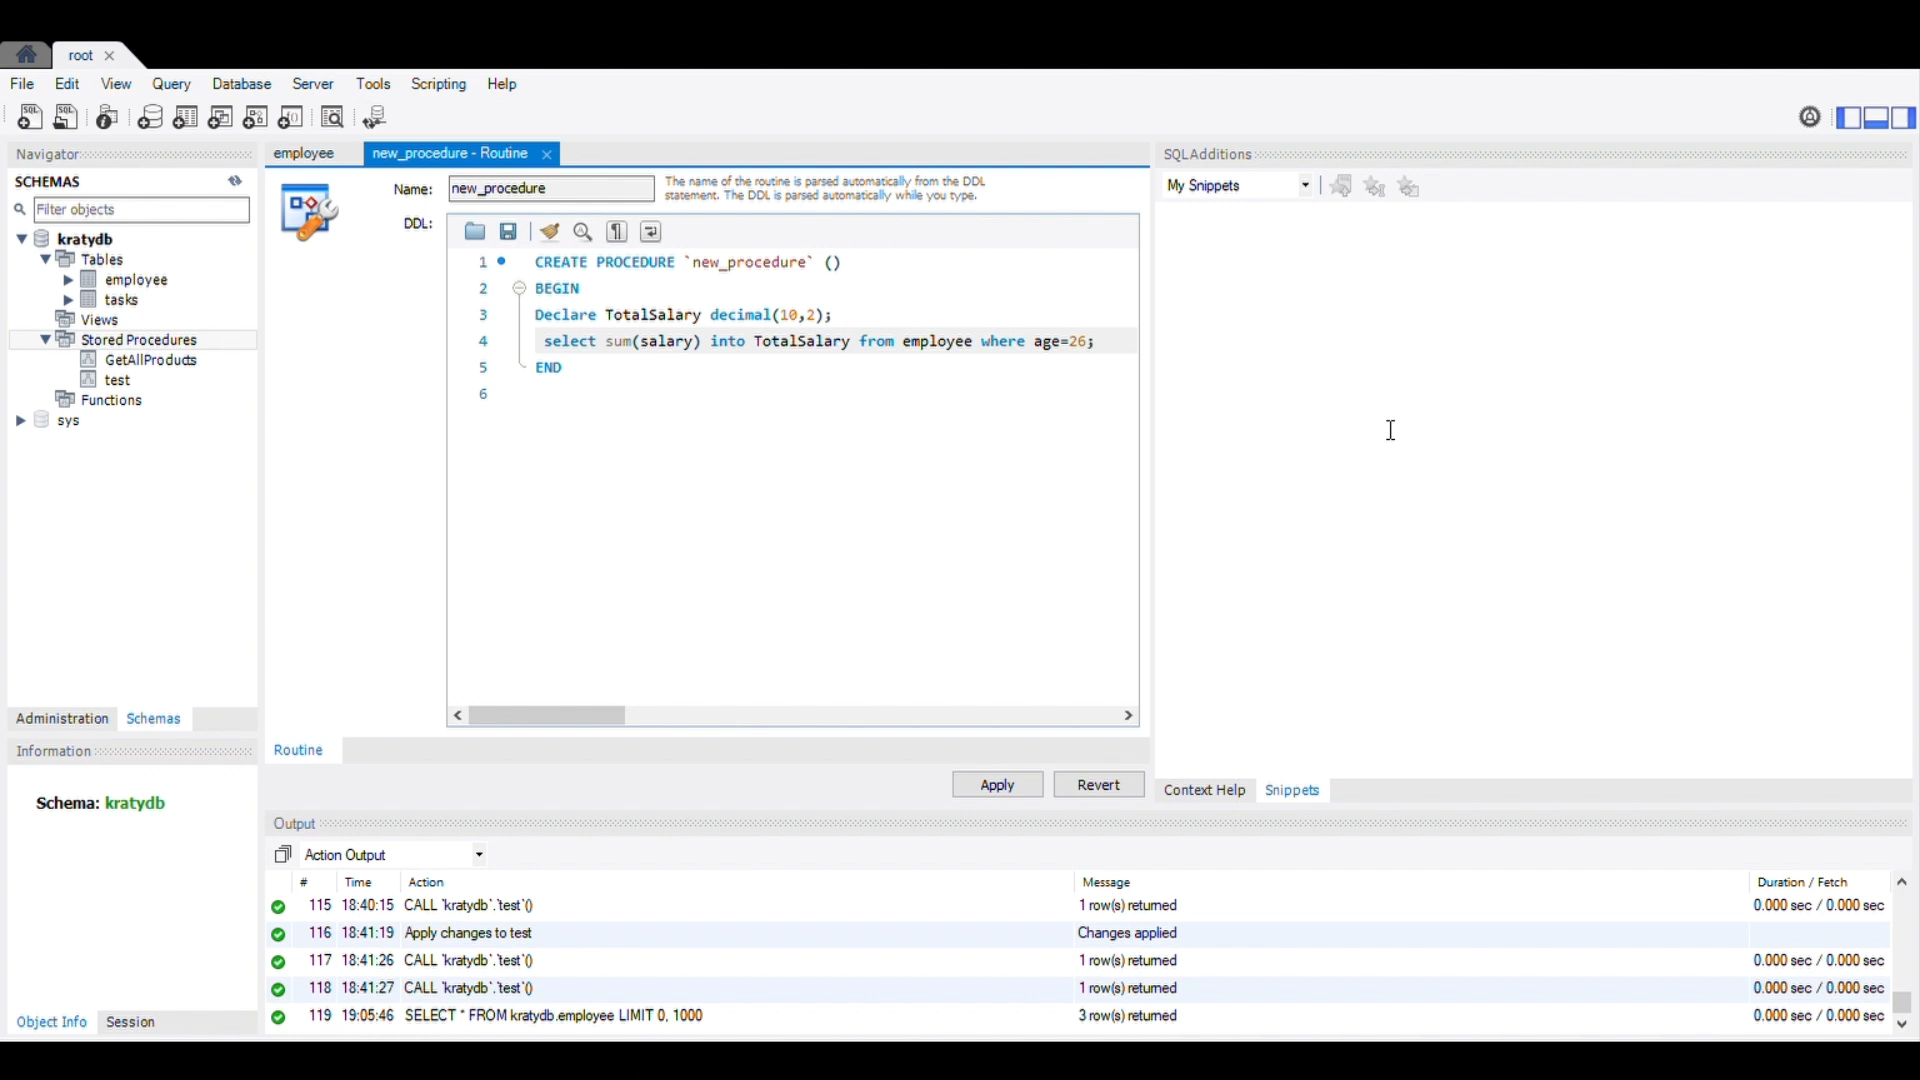 root
File Edit View Query Database Server Tools Scripting Help
Navigator
SCHEMAS
Filter objects
kratydb
Tables
employee
tasks
Views
Stored Procedures
GetAllProducts
test
Functions
sys
Administration Schemas
Information
Schema: kratydb
Object Info Session
employee new_procedure - Routine
Name: new_procedure
The name of the routine is parsed automatically from the DDL
statement. The DDL is parsed automatically while you type.
DDL:
1 CREATE PROCEDURE `new_procedure` ()
2 BEGIN
3 Declare TotalSalary decimal(10,2);
4 select sum(salary) into TotalSalary from employee where age=26;
5 END
6
Routine
Apply Revert
SQLAdditions
My Snippets
Context Help Snippets
Output
Action Output
# Time Action Message Duration / Fetch
115 18:40:15 CALL `kratydb`.`test`() 1 row(s) returned 0.000 sec / 0.000 sec
116 18:41:19 Apply changes to test Changes applied
117 18:41:26 CALL `kratydb`.`test`() 1 row(s) returned 0.000 sec / 0.000 sec
118 18:41:27 CALL `kratydb`.`test`() 1 row(s) returned 0.000 sec / 0.000 sec
119 19:05:46 SELECT * FROM kratydb.employee LIMIT 0, 1000 3 row(s) returned 0.000 sec / 0.000 sec